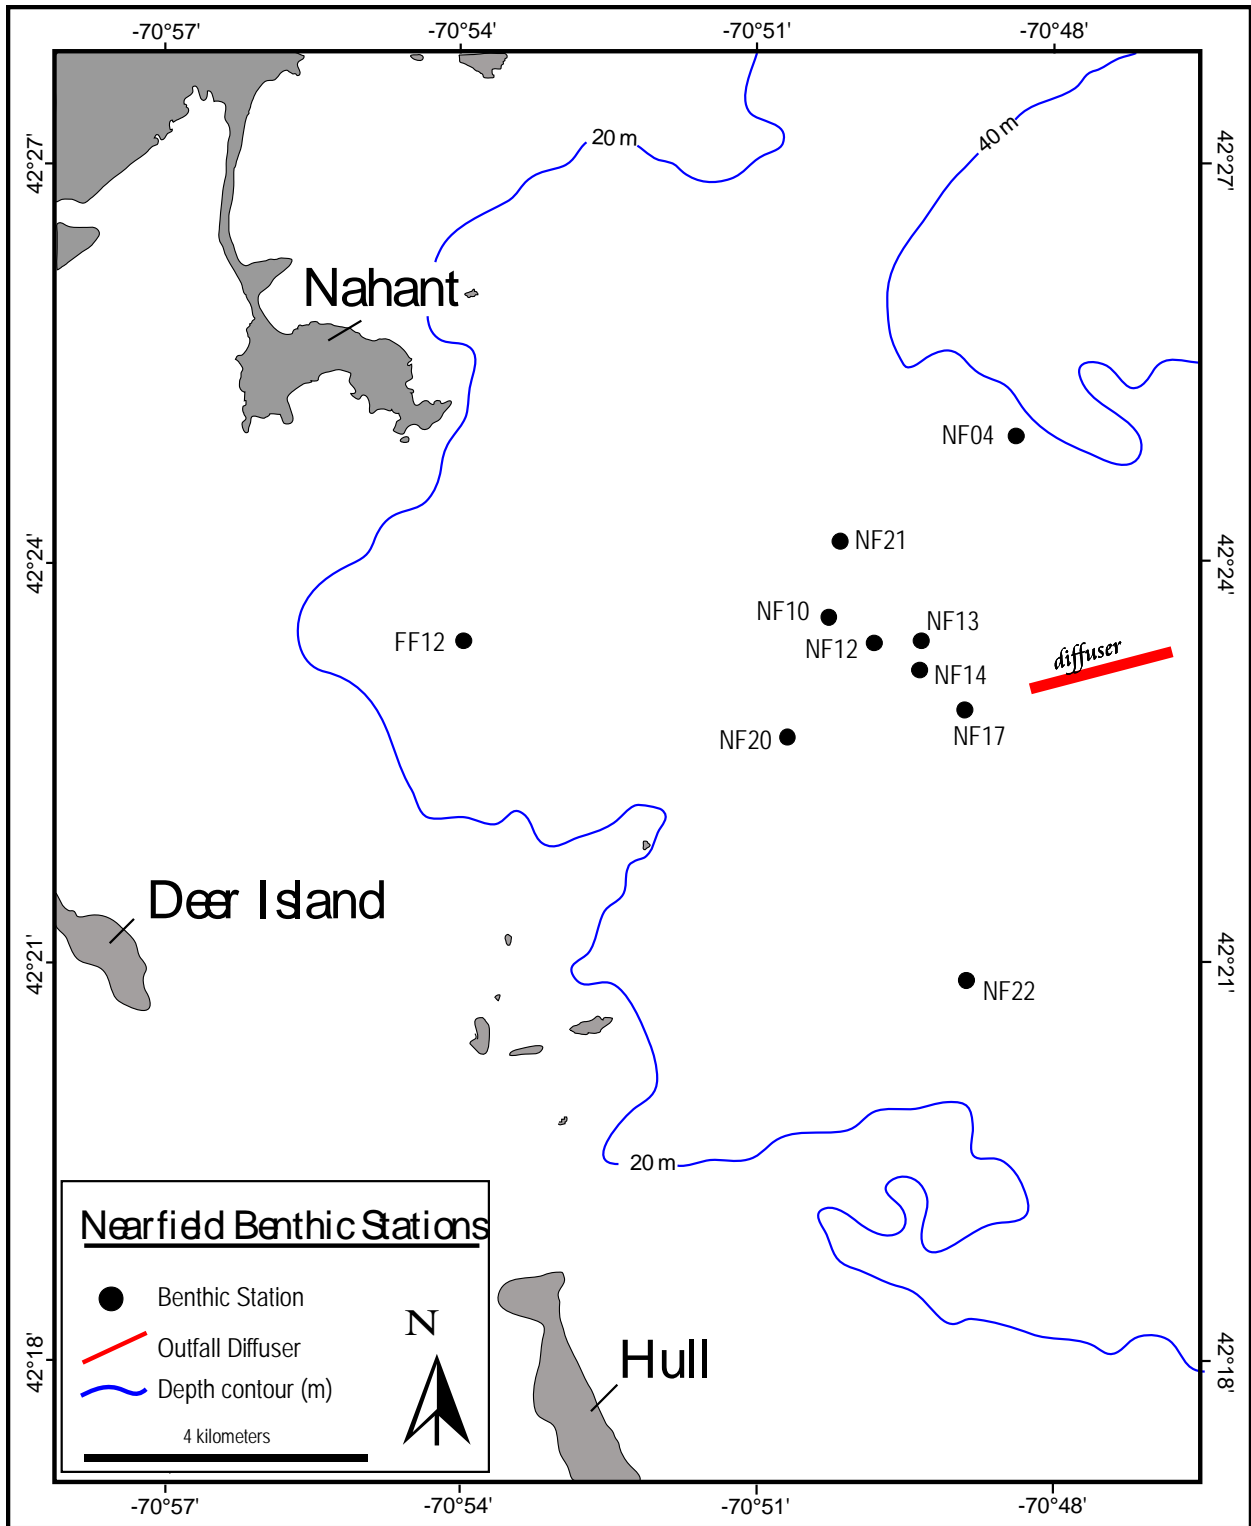 -70°57' -70°54' -70°51' -70°48'
20 m
40 m
42°27' 42°27'
Nahant
NF04
NF21
42°24' 42°24'
NF10
NF13
FF12
NF12
diffuser
NF14
NF17
NF20
Deer Island
42°21' 42°21'
NF22
20 m
Nearfield Benthic Stations
Benthic Station
N
Outfall Diffuser
Hull
42°18' 42°18'
Depth contour (m)
4 kilometers
-70°57' -70°54' -70°51' -70°48'